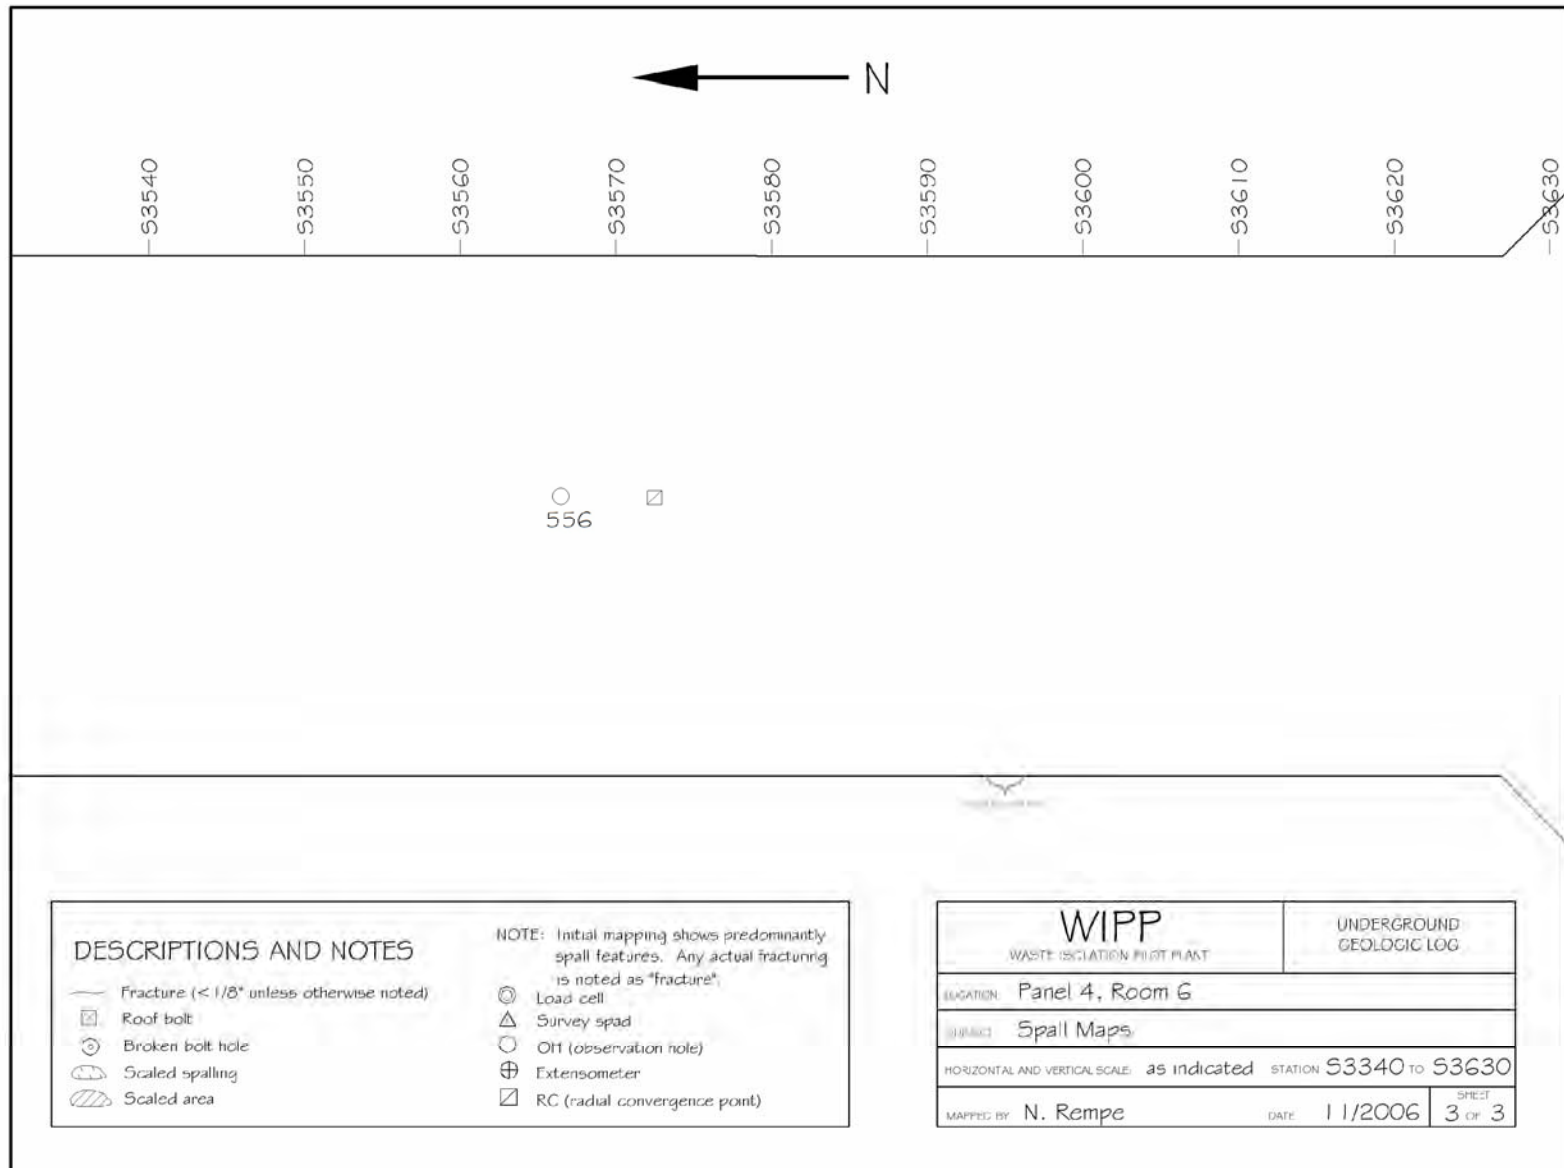 N
S3540
S3550
S3560
S3570
S3580
S3590
S3600
S3610
S3620
S3630
556
DESCRIPTIONS AND NOTES
Fracture (< 1/8" unless otherwise noted)
Roof bolt
Broken bolt hole
Scaled spalling
Scaled area
NOTE: Initial mapping shows predominantly
spall features. Any actual fracturing
is noted as "fracture".
Load cell
Survey spad
OH (observation hole)
Extensometer
RC (radial convergence point)
WIPP
WASTE ISOLATION PILOT PLANT
UNDERGROUND
GEOLOGIC LOG
LOCATION: Panel 4, Room 6
SUBJECT: Spall Maps
HORIZONTAL AND VERTICAL SCALE: as indicated STATION S3340 TO S3630
MAPPED BY N. Rempe DATE 11/2006
SHEET
3 OF 3